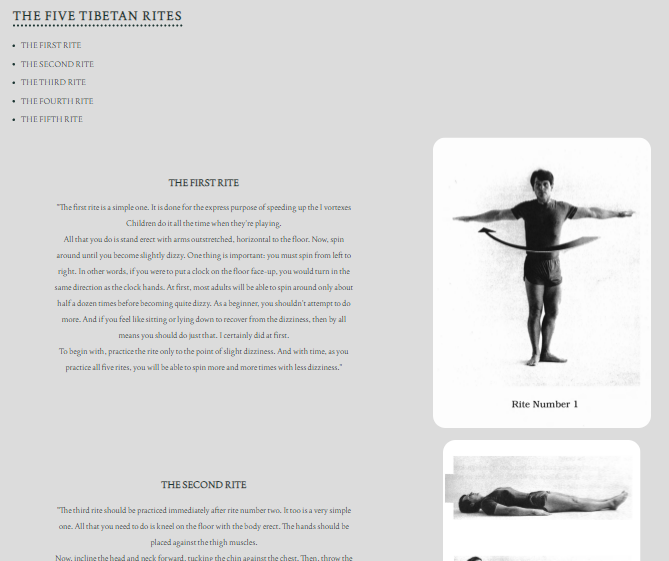 THE FIVE TIBETAN RITES
• THE FIRST RITE
• THE SECOND RITE
• THE THIRD RITE
• THE FOURTH RITE
• THE FIFTH RITE
THE FIRST RITE
"The first rite is a simple one. It is done for the express purpose of speeding up the I vortexes
Children do it all the time when they're playing.
All that you do is stand erect with arms outstretched, horizontal to the floor. Now, spin
around until you become slightly dizzy. One thing is important: you must spin from left to
right. In other words, if you were to put a clock on the floor face-up, you would turn in the
same direction as the clock hands. At first, most adults will be able to spin around only about
half a dozen times before becoming quite dizzy. As a beginner, you shouldn't attempt to do
more. And if you feel like sitting or lying down to recover from the dizziness, then by all
means you should do just that. I certainly did at first.
To begin with, practice the rite only to the point of slight dizziness. And with time, as you
practice all five rites, you will be able to spin more and more times with less dizziness."
Rite Number 1
THE SECOND RITE
"The third rite should be practiced immediately after rite number two. It too is a very simple
one. All that you need to do is kneel on the floor with the body erect. The hands should be
placed against the thigh muscles.
Now, incline the head and neck forward, tucking the chin against the chest. Then, throw the